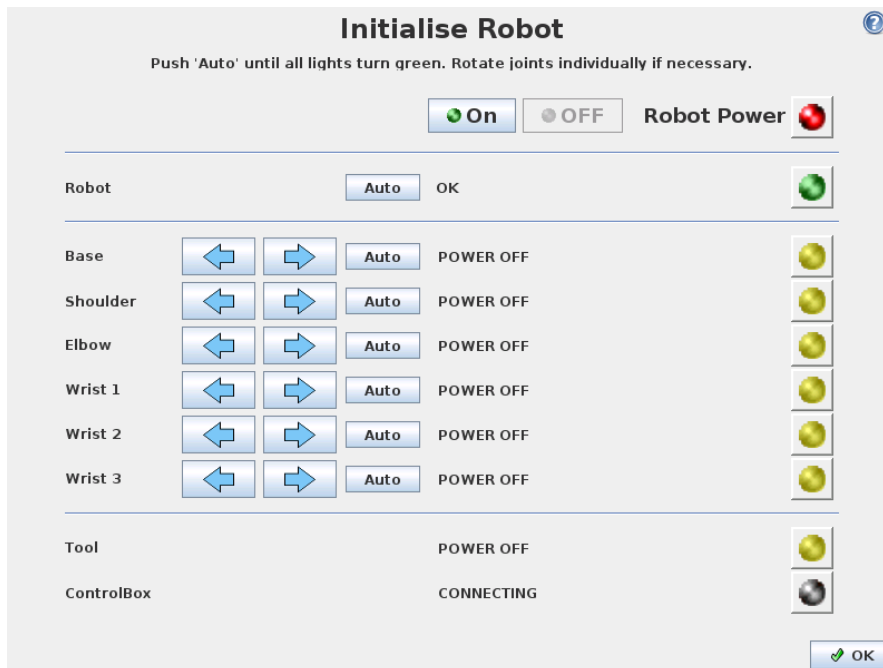 Initialise Robot
?
Push 'Auto' until all lights turn green. Rotate joints individually if necessary.
On OFF Robot Power
Robot Auto OK
Base Auto POWER OFF
Shoulder Auto POWER OFF
Elbow Auto POWER OFF
Wrist 1 Auto POWER OFF
Wrist 2 Auto POWER OFF
Wrist 3 Auto POWER OFF
Tool POWER OFF
ControlBox CONNECTING
OK